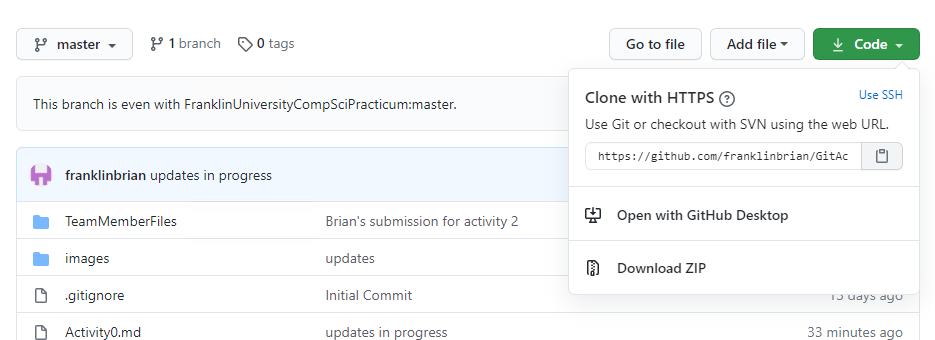 master 1 branch 0 tags Go to file Add file Code
This branch is even with FranklinUniversityCompSciPracticum:master.
Clone with HTTPS ? Use SSH
Use Git or checkout with SVN using the web URL.
https://github.com/franklinbrian/GitAc
Open with GitHub Desktop
Download ZIP
franklinbrian updates in progress
TeamMemberFiles Brian's submission for activity 2
images updates
.gitignore Initial Commit 15 days ago
Activity0.md updates in progress 33 minutes ago